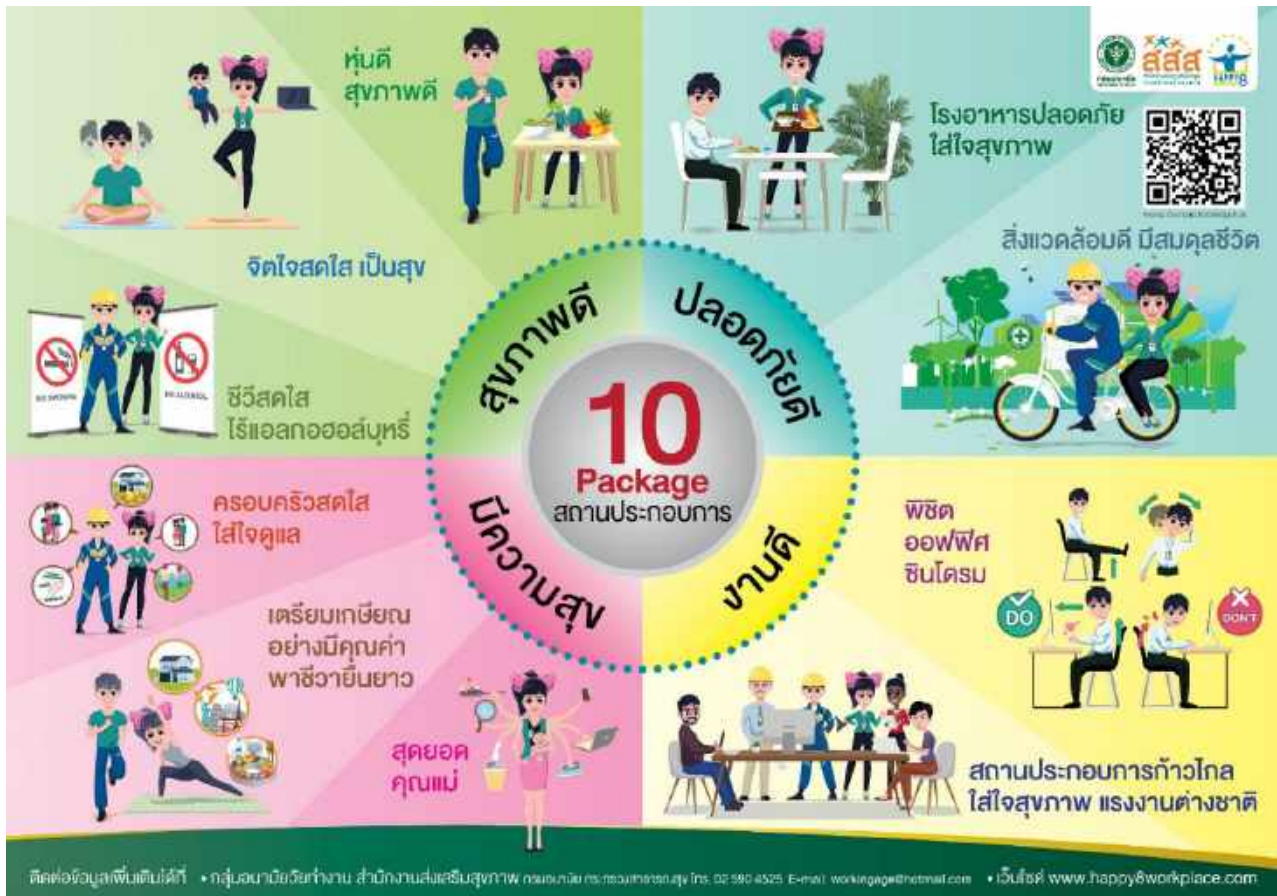 หุ่นดี
สุขภาพดี
จิตใจสดใส เป็นสุข
ชีวีสดใส
ไร้แอลกอฮอล์บุหรี่
โรงอาหารปลอดภัย
ใส่ใจสุขภาพ
สสส
สิ่งแวดล้อมดี มีสมดุลชีวิต
สุขภาพดี
ปลอดภัยดี
10
Package
สถานประกอบการ
มีความสุข
งานดี
ครอบครัวสดใส
ใส่ใจดูแล
เตรียมเกษียณ
อย่างมีคุณค่า
พาชีวายืนยาว
สุดยอด
คุณแม่
พิชิต
ออฟฟิศ
ซินโดรม
DO
DON'T
สถานประกอบการก้าวไกล
ใส่ใจสุขภาพ แรงงานต่างชาติ
ติดต่อข้อมูลเพิ่มเติมได้ที่ • กลุ่มอนามัยวัยทำงาน สำนักงานส่งเสริมสุขภาพ กรมอนามัย กระทรวงสาธารณสุข โทร. 02 590 4525 E-mail: workingage@hotmail.com • เว็บไซต์ www.happy8workplace.com